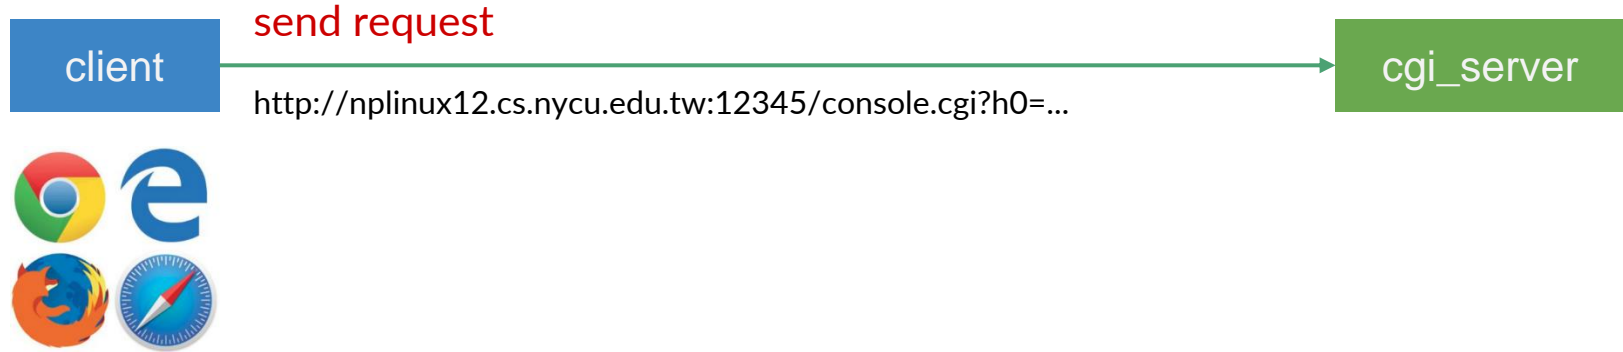 send request
client
cgi_server
http://nplinux12.cs.nycu.edu.tw:12345/console.cgi?h0=...